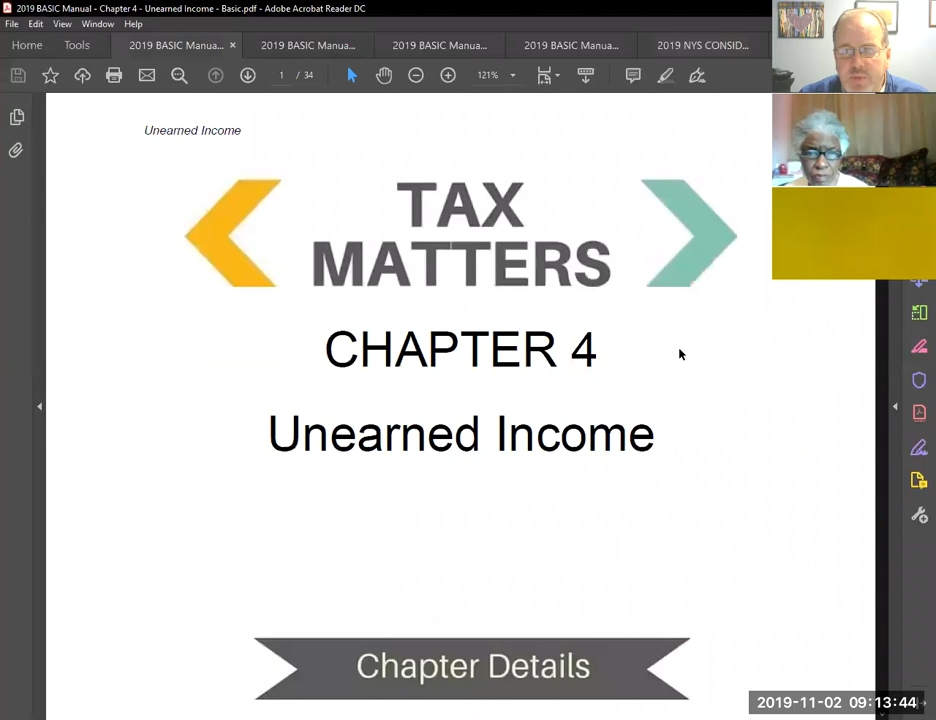 2019 BASIC Manual - Chapter 4 - Unearned Income - Basic.pdf - Adobe Acrobat Reader DC
File Edit View Window Help
Home Tools 2019 BASIC Manua... × 2019 BASIC Manua... 2019 BASIC Manua... 2019 BASIC Manua... 2019 NYS CONSID...
1 / 34 121%
Unearned Income
TAX
MATTERS
CHAPTER 4
Unearned Income
Chapter Details
2019-11-02 09:13:44